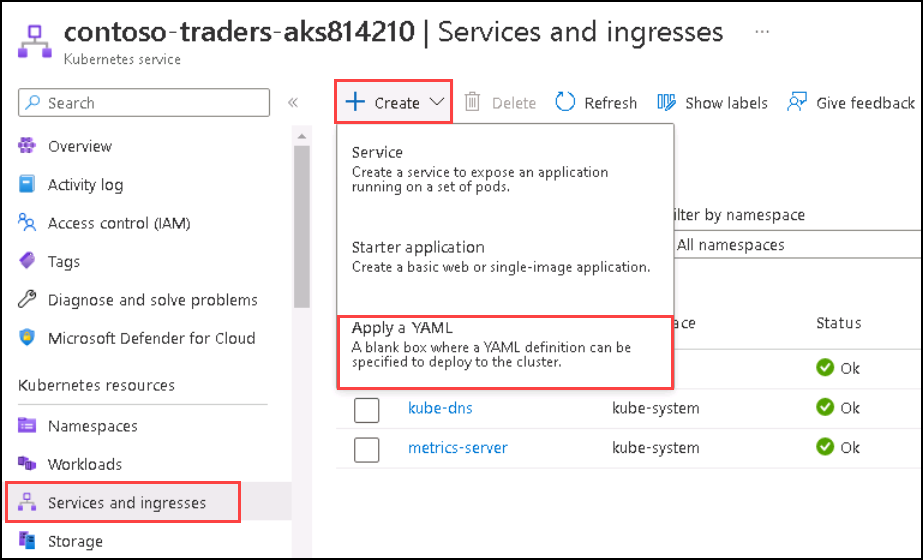 contoso-traders-aks814210 | Services and ingresses ...
Kubernetes service
Search
«
Create
Delete
Refresh
Show labels
Give feedback
Overview
Activity log
Access control (IAM)
Tags
Diagnose and solve problems
Microsoft Defender for Cloud
Kubernetes resources
Namespaces
Workloads
Services and ingresses
Storage
Service
Create a service to expose an application
running on a set of pods.
Starter application
Create a basic web or single-image application.
Apply a YAML
A blank box where a YAML definition can be
specified to deploy to the cluster.
ilter by namespace
All namespaces
ace
Status
Ok
kube-dns
kube-system
Ok
metrics-server
kube-system
Ok